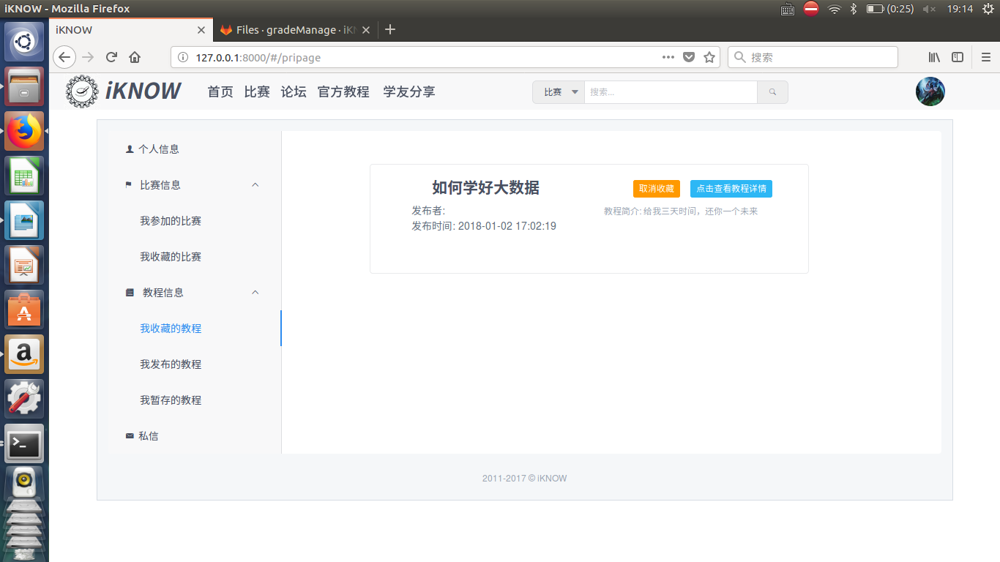 iKNOW - Mozilla Firefox
(0:25)
19:14
iKNOW
Files · gradeManage · iKN
127.0.0.1:8000/#/pripage
搜索
iKNOW
首页 比赛 论坛 官方教程 学友分享
比赛
搜索...
个人信息
比赛信息
我参加的比赛
我收藏的比赛
教程信息
我收藏的教程
我发布的教程
我暂存的教程
私信
如何学好大数据
取消收藏
点击查看教程详情
发布者:
教程简介: 给我三天时间，还你一个未来
发布时间: 2018-01-02 17:02:19
2011-2017 © iKNOW